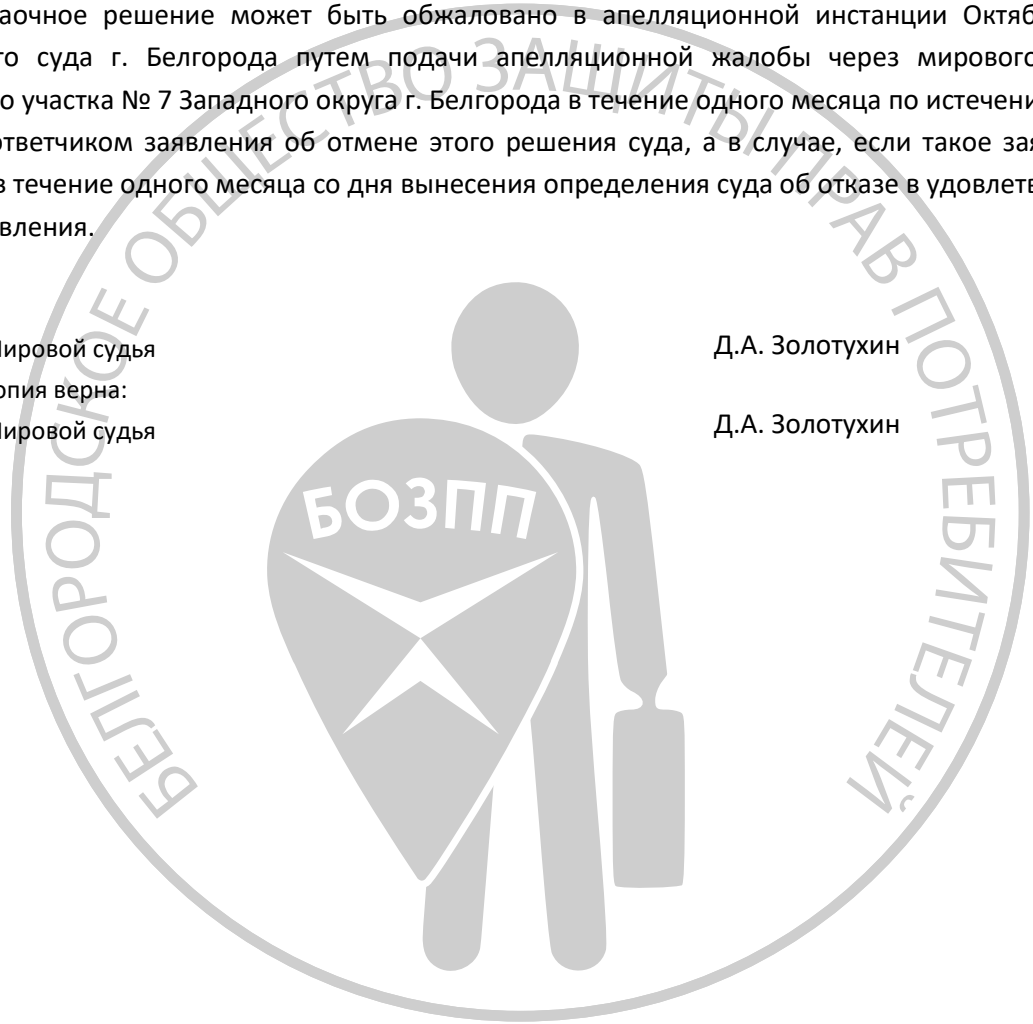 аочное решение может быть обжаловано в апелляционной инстанции Октяб
го суда г. Белгорода путем подачи апелляционной жалобы через мирового
о участка № 7 Западного округа г. Белгорода в течение одного месяца по истечени
ответчиком заявления об отмене этого решения суда, а в случае, если такое зая
в течение одного месяца со дня вынесения определения суда об отказе в удовлетв
вления.
Мировой судья Д.А. Золотухин
опия верна:
Мировой судья Д.А. Золотухин
БЕЛГОРОДСКОЕ ОБЩЕСТВО ЗАЩИТЫ ПРАВ ПОТРЕБИТЕЛЕЙ
БОЗПП